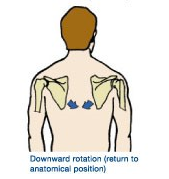 Downward rotation (return to
anatomical position)